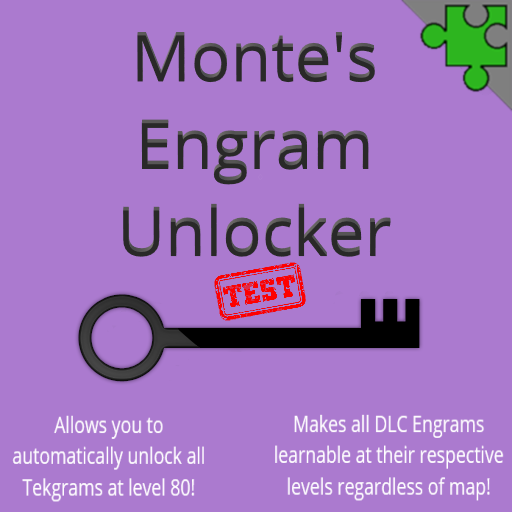 Monte's
Engram
Unlocker
TEST
Allows you to
automatically unlock all
Tekgrams at level 80!
Makes all DLC Engrams
learnable at their respective
levels regardless of map!